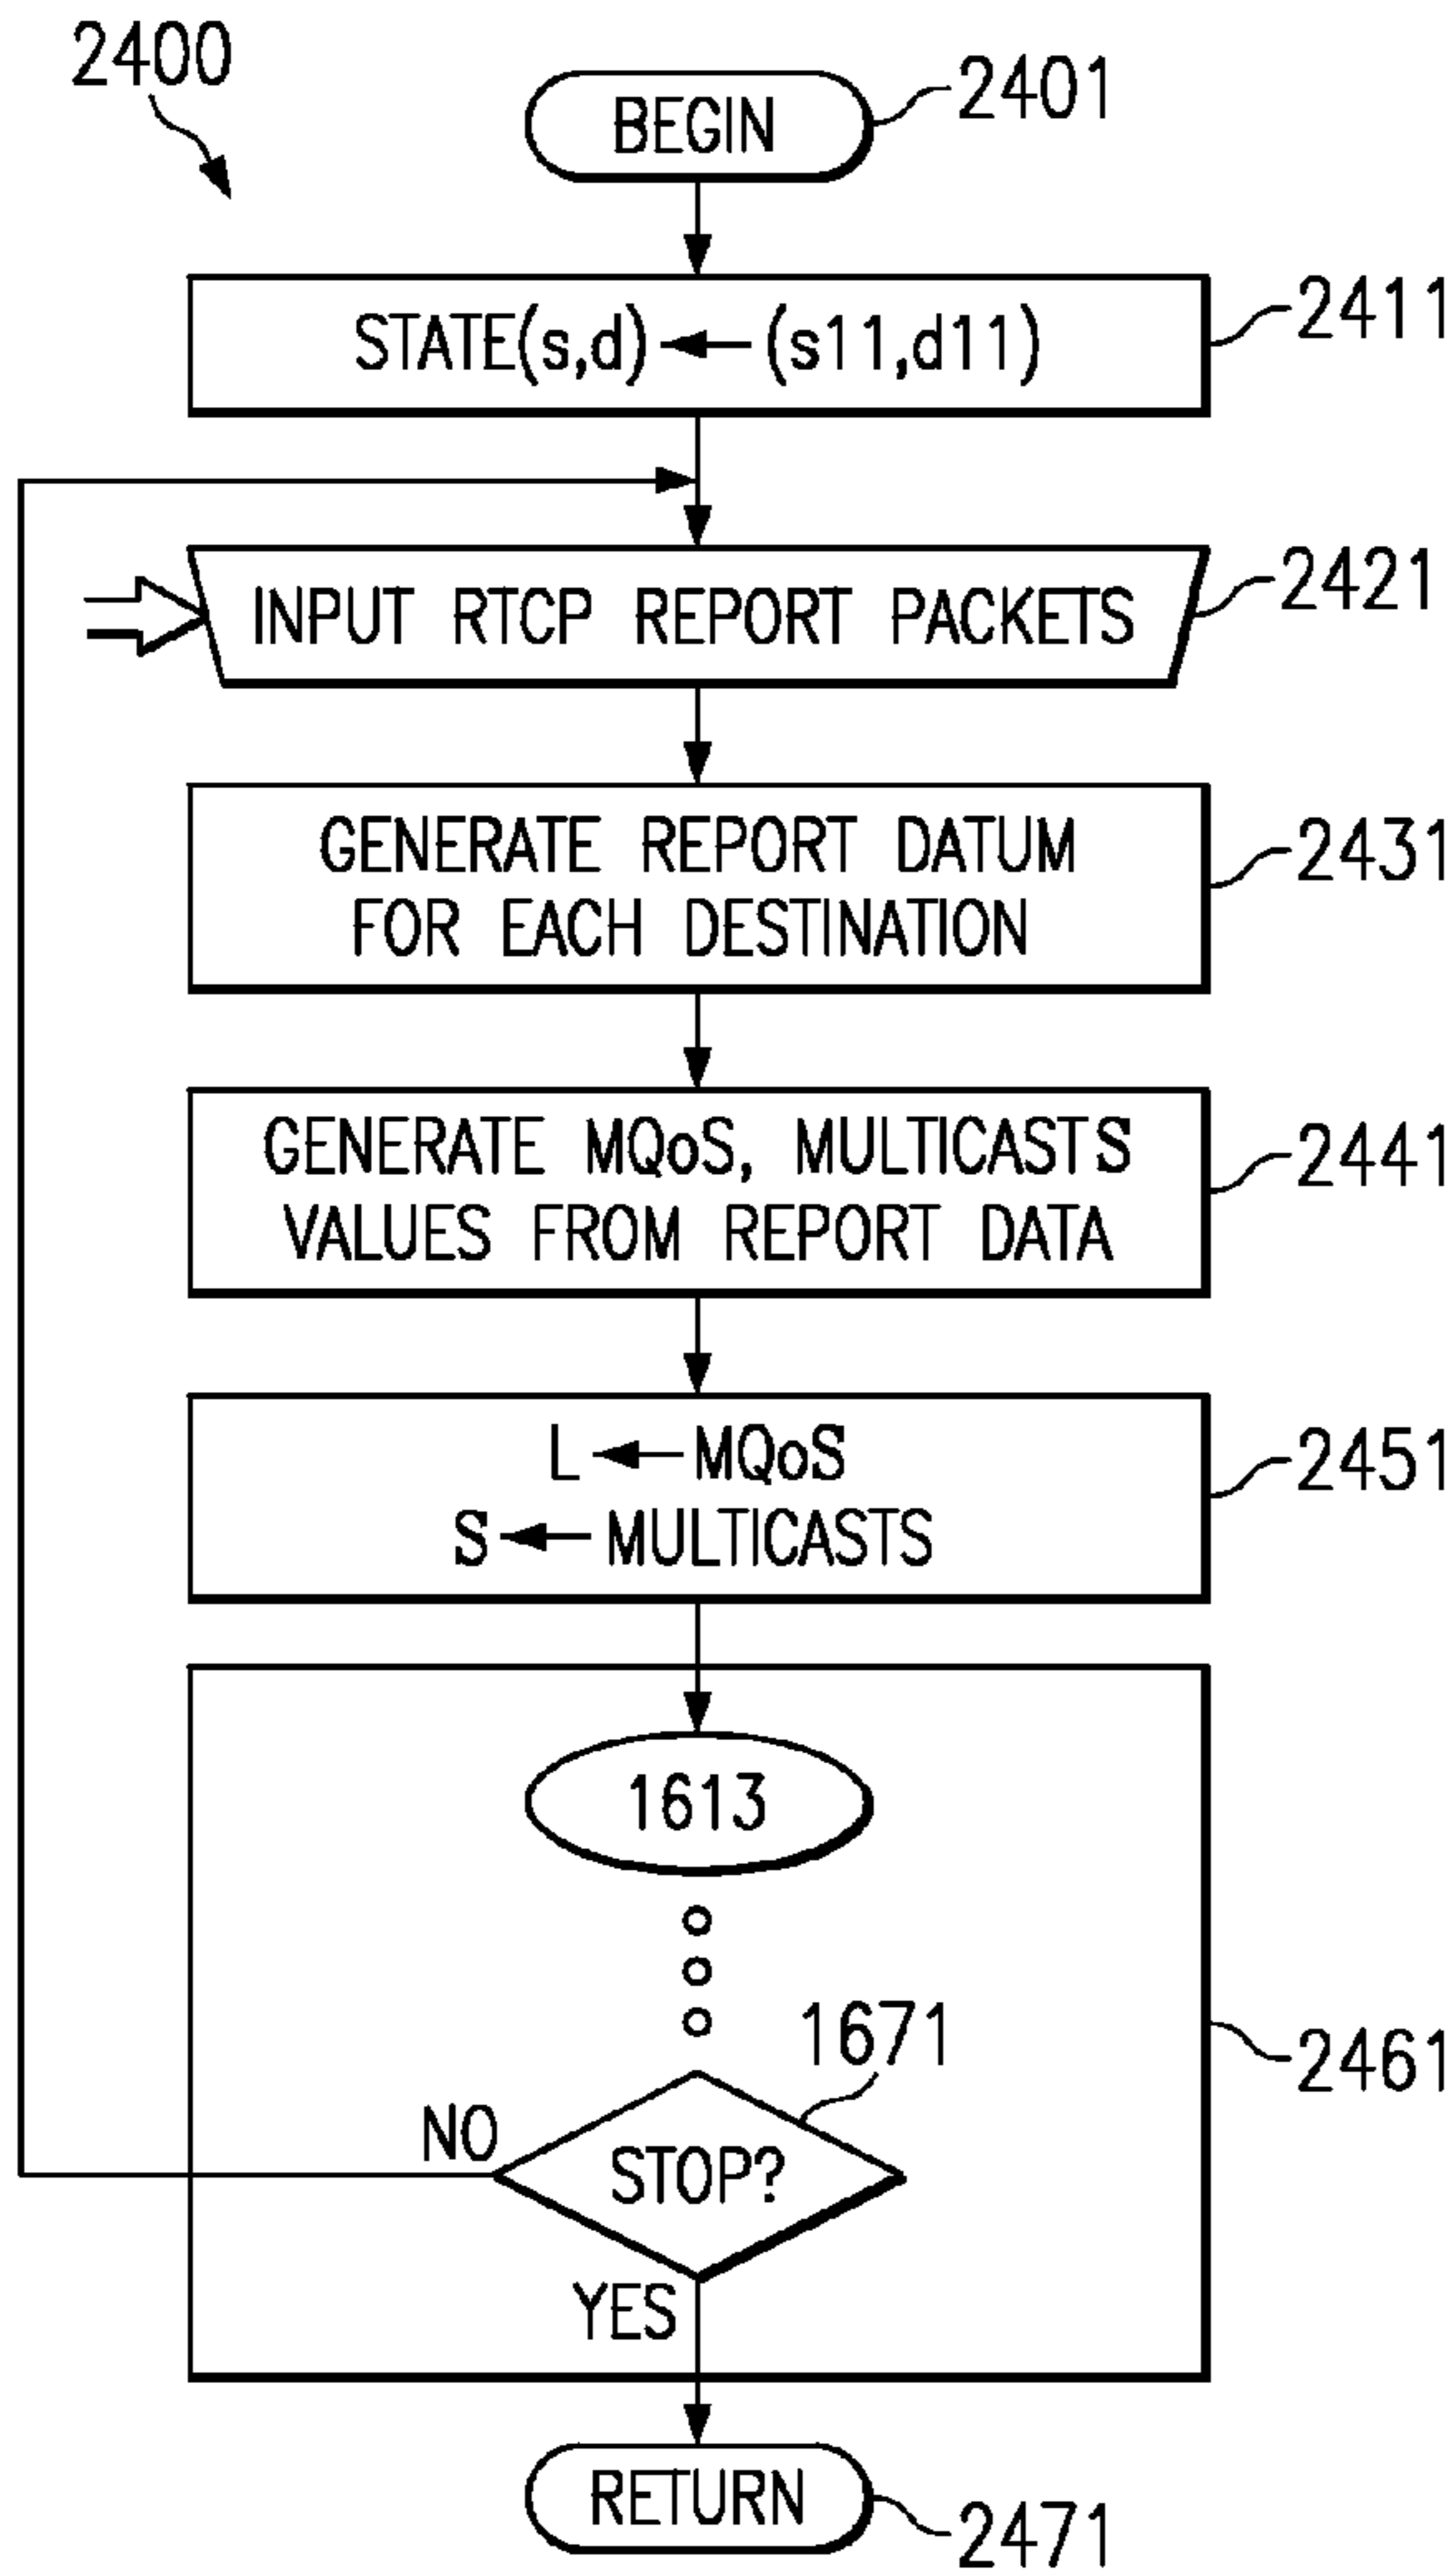 2400
BEGIN
2401
STATE(s,d) ← (s11,d11)
2411
INPUT RTCP REPORT PACKETS
2421
GENERATE REPORT DATUM
FOR EACH DESTINATION
2431
GENERATE MQoS, MULTICASTS
VALUES FROM REPORT DATA
2441
L ← MQoS
S ← MULTICASTS
2451
1613
1671
2461
NO
STOP?
YES
RETURN
2471